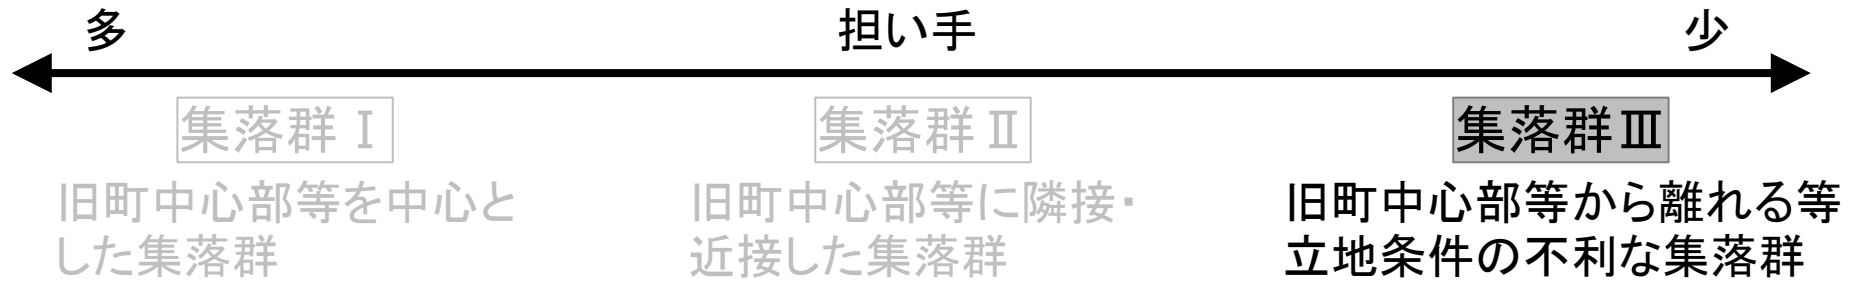 多 担い手 少
集落群Ⅰ 集落群Ⅱ 集落群Ⅲ
旧町中心部等を中心と
した集落群
旧町中心部等に隣接・
近接した集落群
旧町中心部等から離れる等
立地条件の不利な集落群